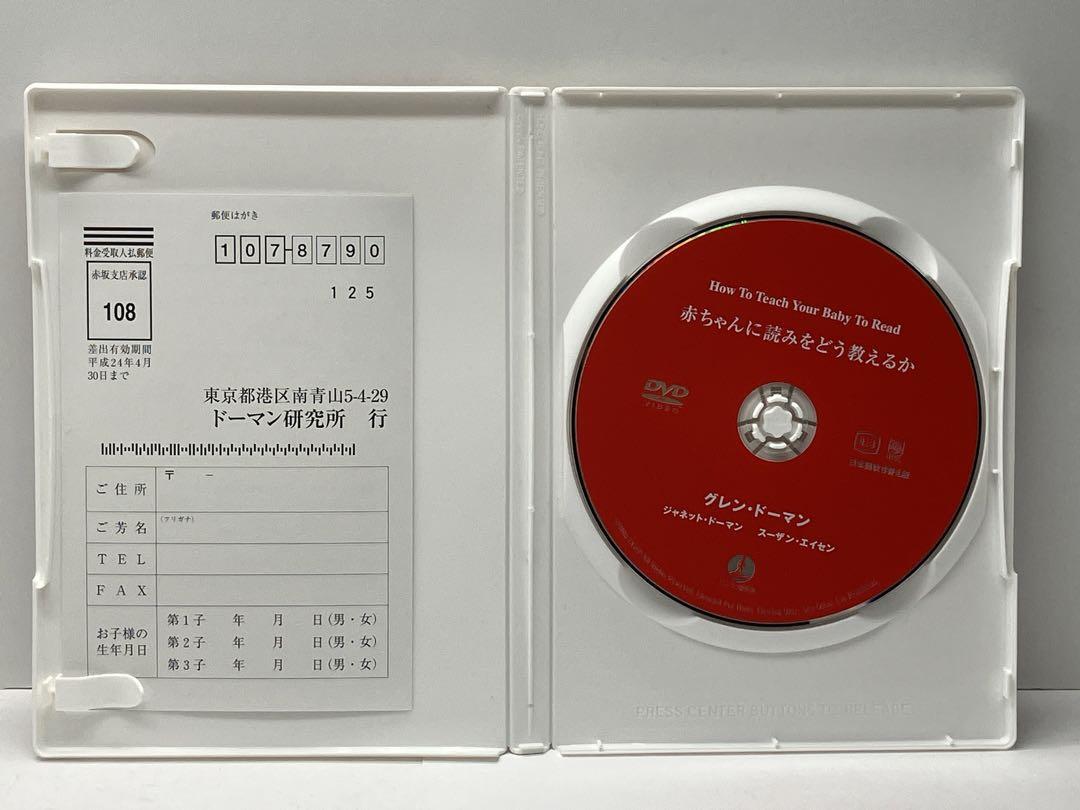 郵便はがき
料金受取人払郵便
赤坂支店承認
108
差出有効期間
平成24年4月
30日まで
107-8790
125
東京都港区南青山5-4-29
ドーマン研究所 行
ご住所
〒 −
ご芳名
(フリガナ)
TEL
FAX
お子様の
生年月日
第1子 年 月 日(男・女)
第2子 年 月 日(男・女)
第3子 年 月 日(男・女)
How To Teach Your Baby To Read
赤ちゃんに読みをどう教えるか
DVD
VIDEO
グレン・ドーマン
ジャネット・ドーマン スーザン・エイセン
PRESS CENTER BUTTONS TO RELEASE